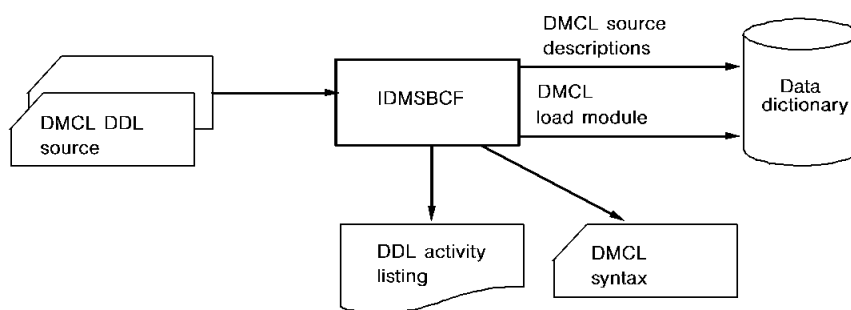 DMCL DDL
source
IDMSBCF
DMCL source
descriptions
DMCL
load module
Data
dictionary
DDL activity
listing
DMCL
syntax